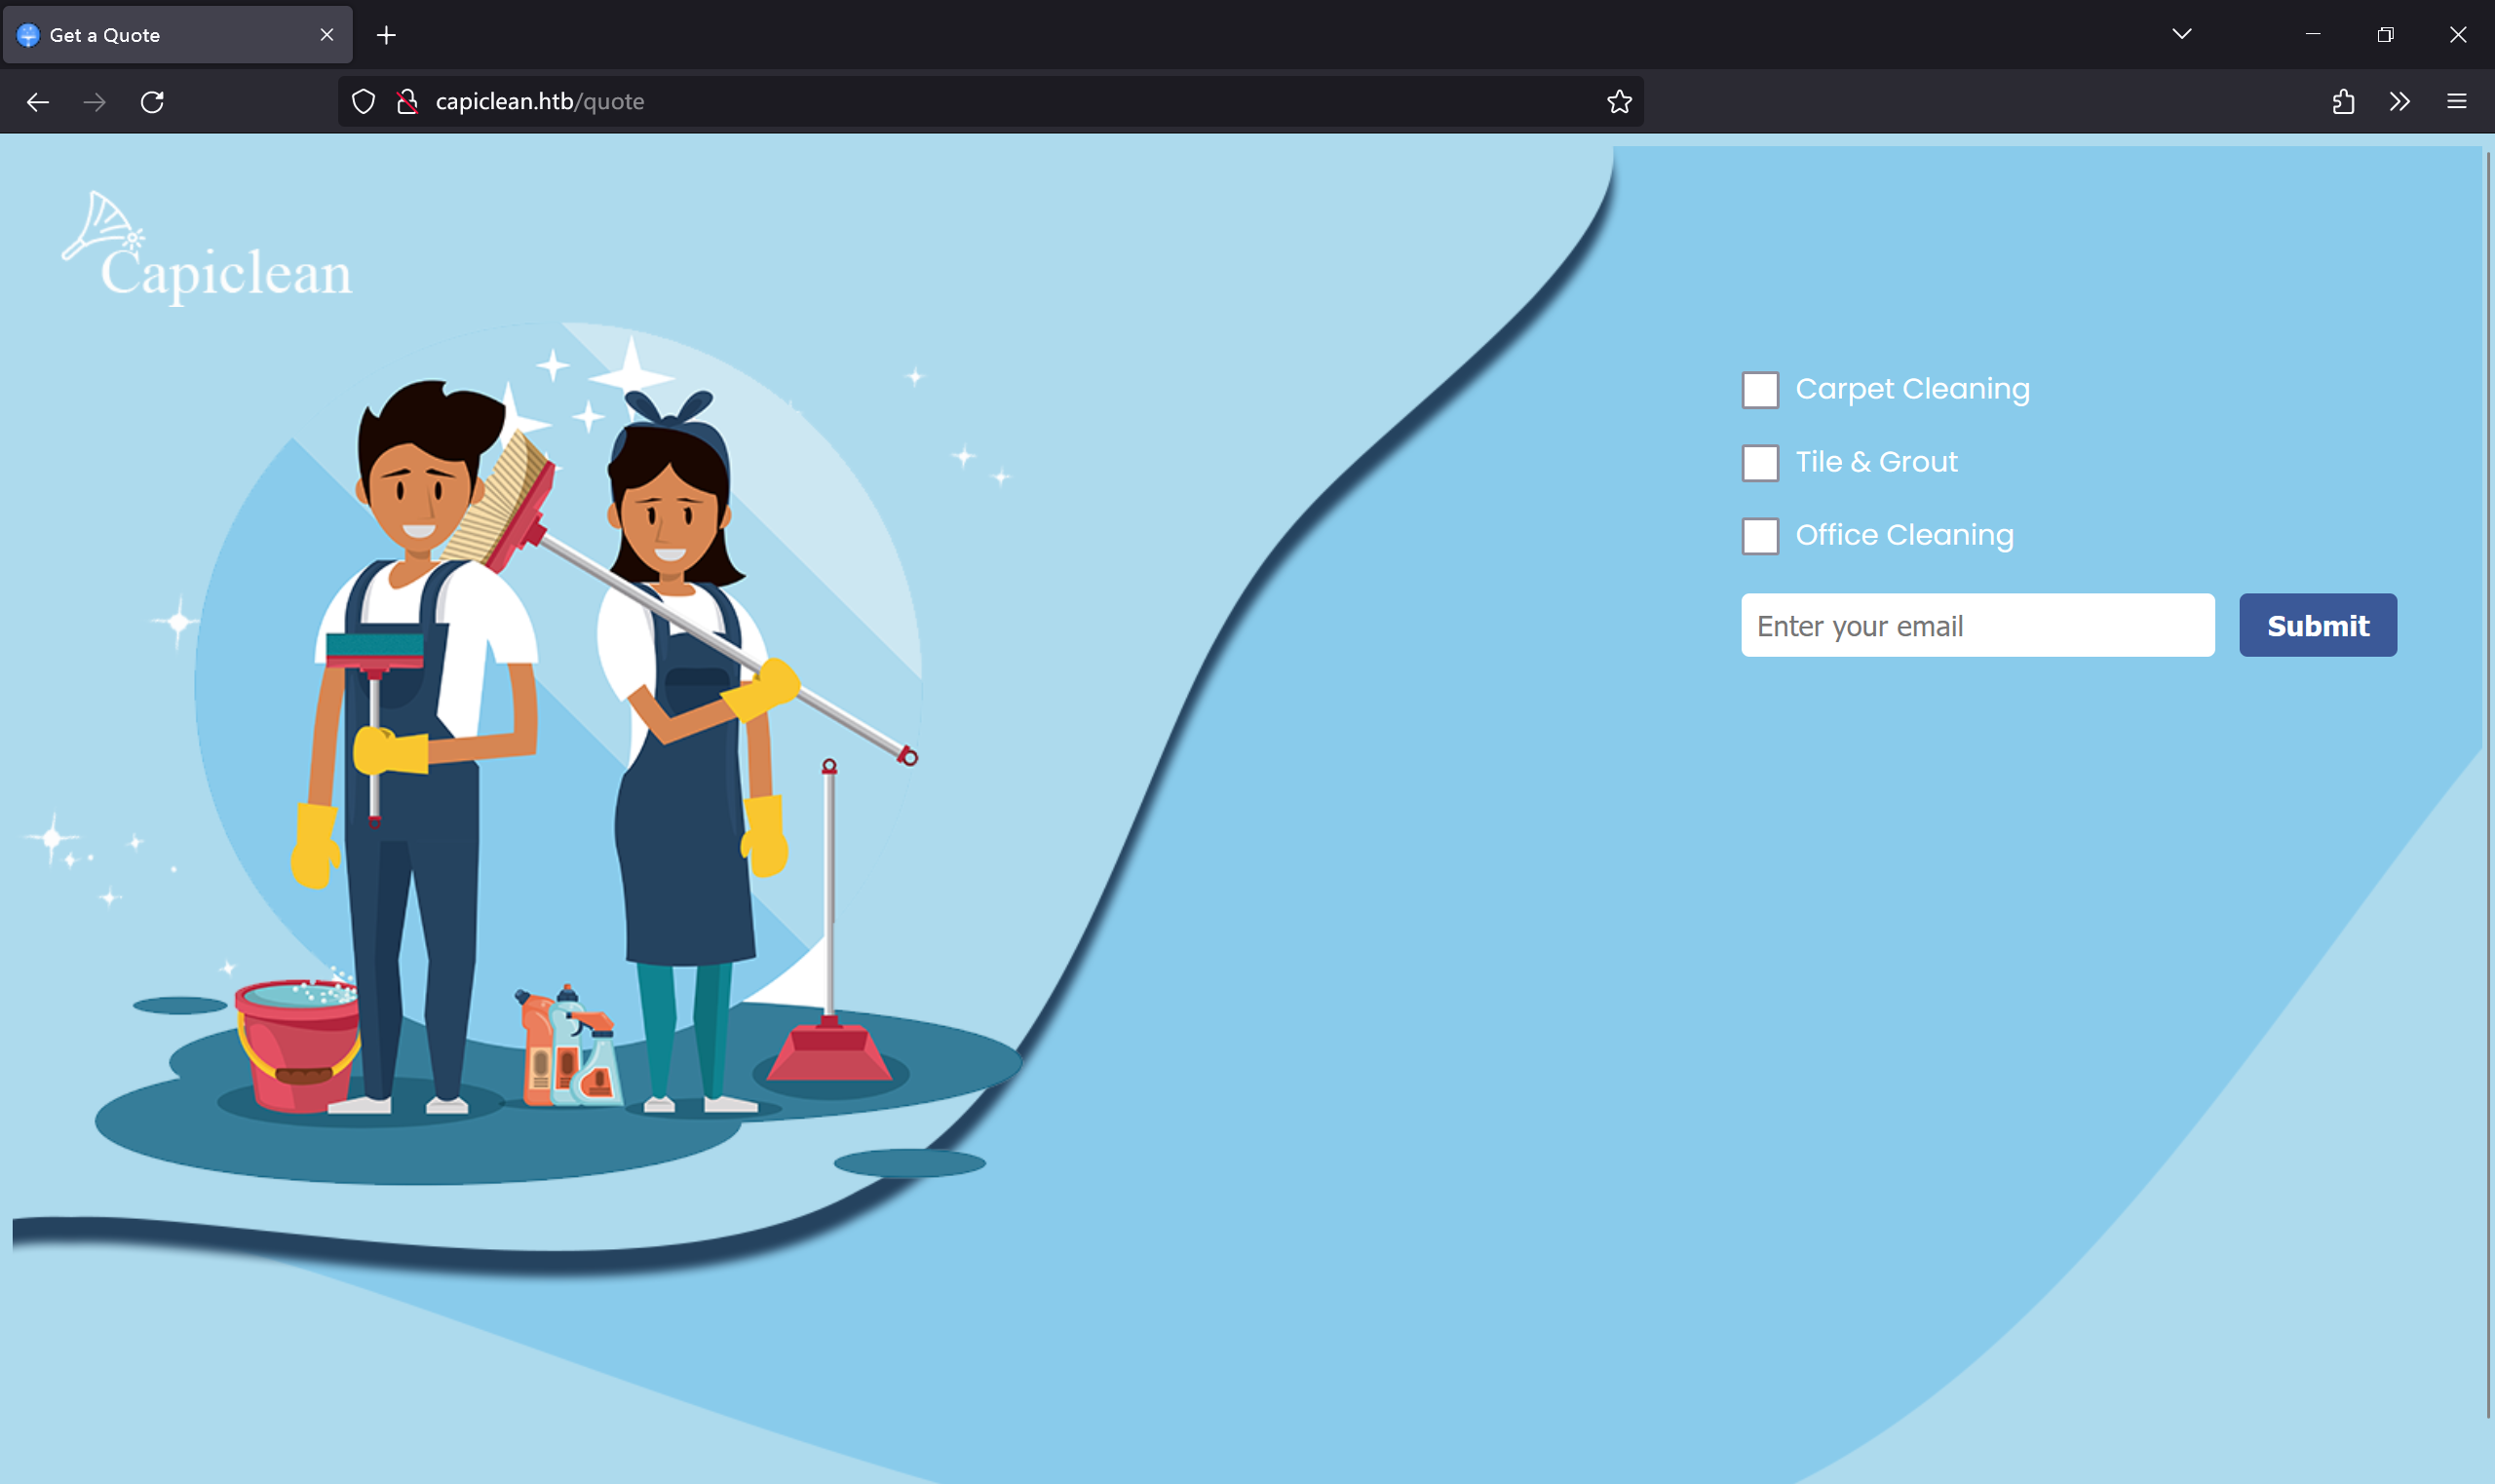 Get a Quote
capiclean.htb/quote
Capiclean
Carpet Cleaning
Tile & Grout
Office Cleaning
Enter your email
Submit